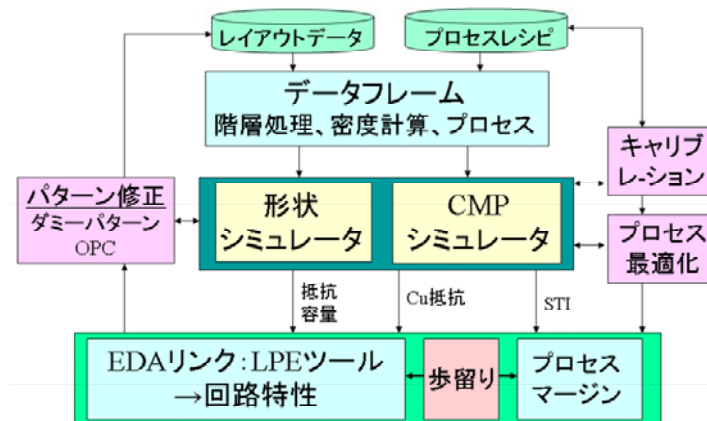 レイアウトデータ
プロセスレシピ
データフレーム
階層処理、密度計算、プロセス
キャリブ
レ-ション
パターン修正
ダミーパターン
OPC
形状
シミュレータ
CMP
シミュレータ
プロセス
最適化
抵抗
容量
Cu抵抗
STI
EDAリンク:LPEツール
→回路特性
歩留り
プロセス
マージン